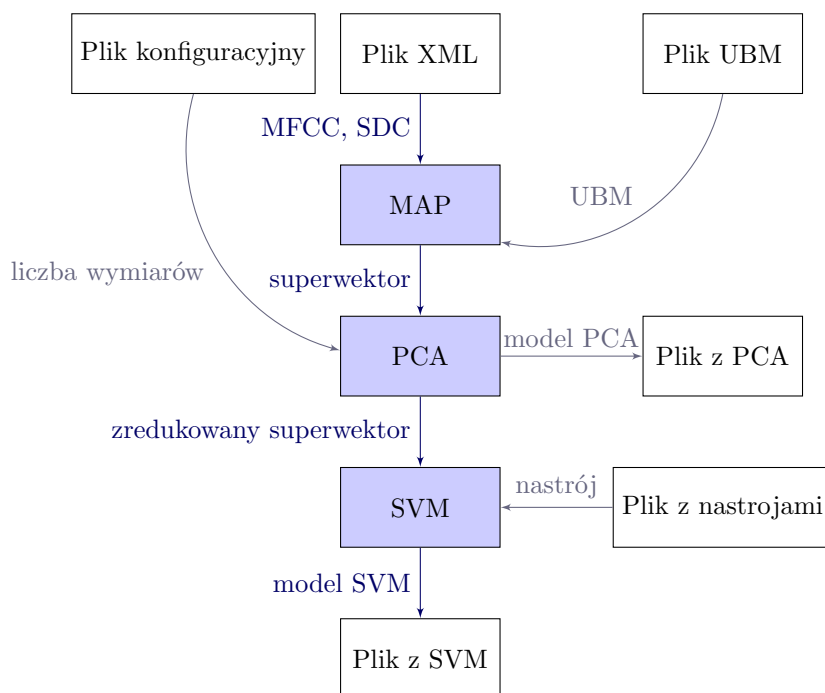 Plik konfiguracyjny
Plik XML
Plik UBM
MFCC, SDC
MAP
UBM
liczba wymiarów
superwektor
PCA
model PCA
Plik z PCA
zredukowany superwektor
SVM
nastrój
Plik z nastrojami
model SVM
Plik z SVM